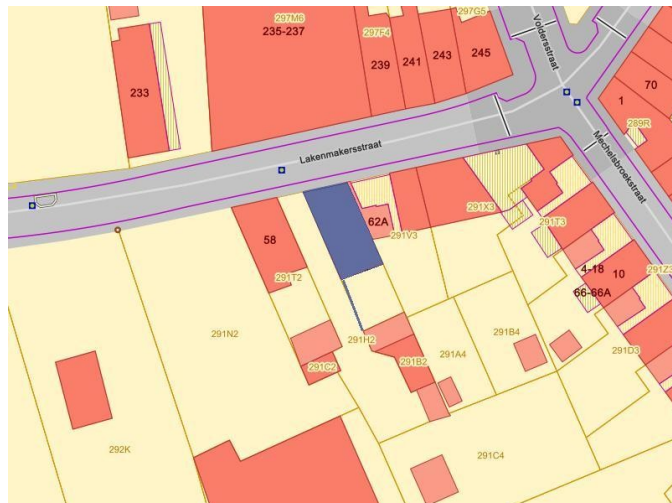 297M6
235-237
297F4
239
241
243
297G5
245
Voldersstraat
70
1
289R
233
Lakenmakersstraat
Mechelsbroekstraat
62A
291V3
291X3
291T3
58
291T2
4-18
10
66-66A
291Z3
291N2
291H2
291C2
291B2
291A4
291B4
291D3
292K
291C4